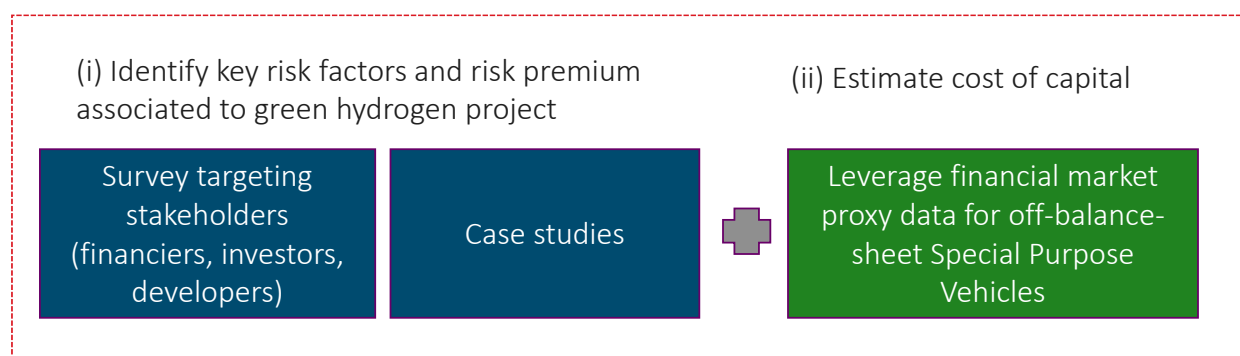 (i) Identify key risk factors and risk premium
associated to green hydrogen project
(ii) Estimate cost of capital
Survey targeting
stakeholders
(financiers, investors,
developers)
Case studies
Leverage financial market
proxy data for off-balance-
sheet Special Purpose
Vehicles